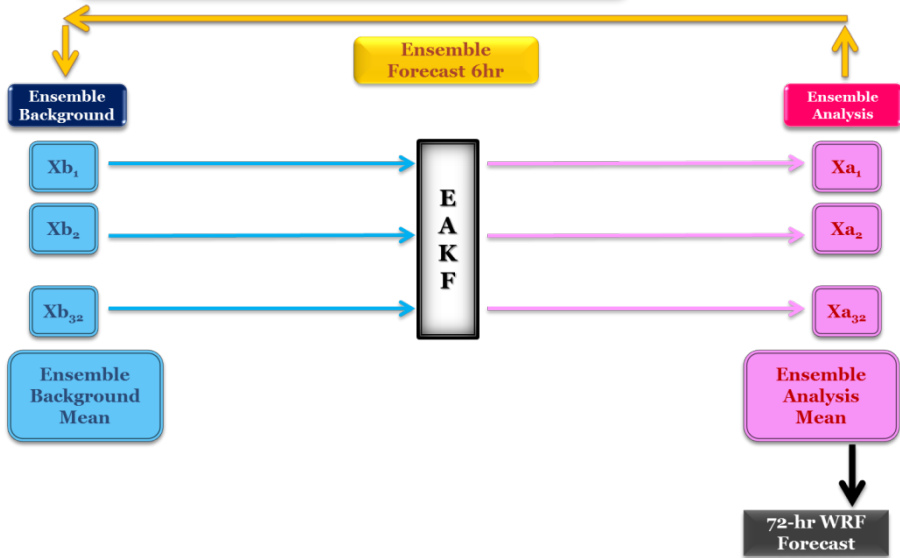 Ensemble
Forecast 6hr
Ensemble
Background
Ensemble
Analysis
Xb₁
Xa₁
E
A
K
F
Xb₂
Xa₂
Xb₃₂
Xa₃₂
Ensemble
Background
Mean
Ensemble
Analysis
Mean
72-hr WRF
Forecast